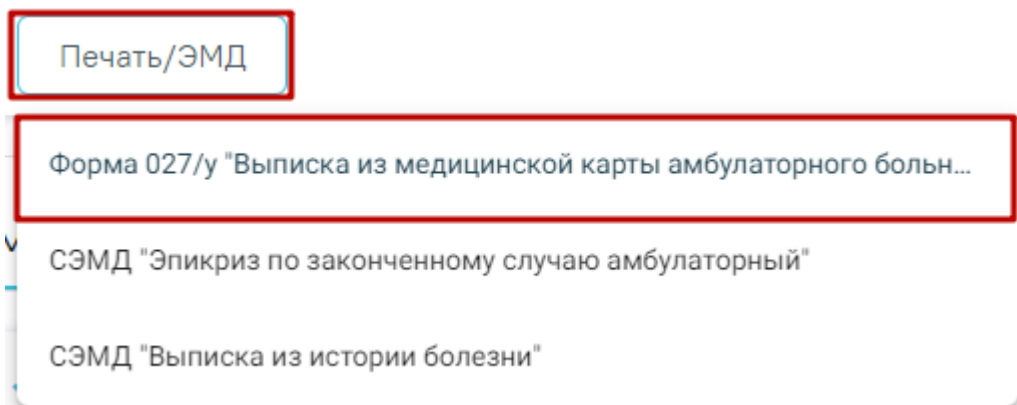 Печать/ЭМД
Форма 027/у "Выписка из медицинской карты амбулаторного больн...
СЭМД "Эпикриз по законченному случаю амбулаторный"
СЭМД "Выписка из истории болезни"